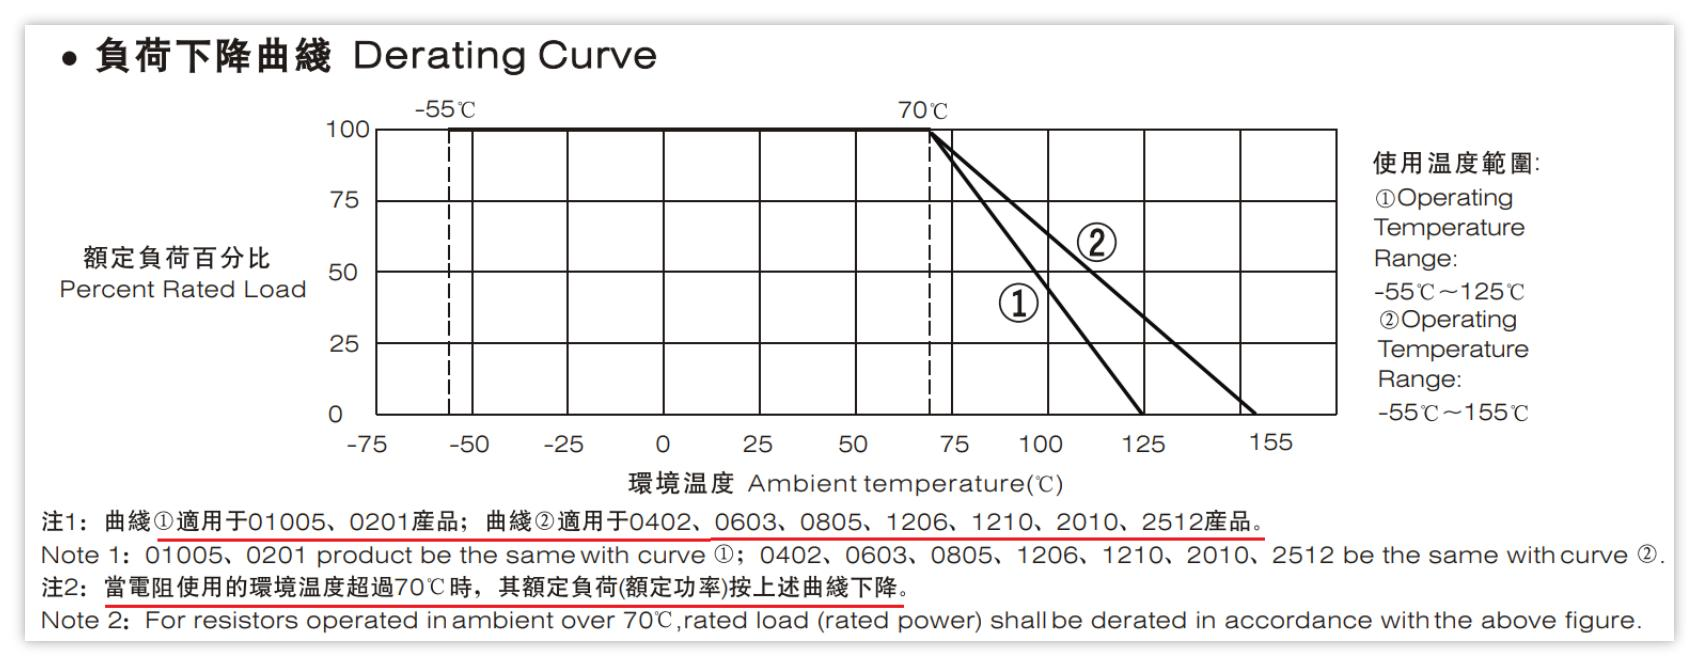 ● 負荷下降曲綫 Derating Curve
-55℃
70℃
100
75
50
25
0
額定負荷百分比
Percent Rated Load
①
②
-75 -50 -25 0 25 50 75 100 125 155
環境温度 Ambient temperature(℃)
使用温度範圍:
①Operating
Temperature
Range:
-55℃~125℃
②Operating
Temperature
Range:
-55℃~155℃
注1: 曲綫①適用于01005、0201産品; 曲綫②適用于0402、0603、0805、1206、1210、2010、2512産品。
Note 1: 01005、0201 product be the same with curve ①; 0402、0603、0805、1206、1210、2010、2512 be the same with curve ②.
注2: 當電阻使用的環境温度超過70℃時, 其額定負荷(額定功率)按上述曲綫下降。
Note 2: For resistors operated in ambient over 70℃,rated load (rated power) shall be derated in accordance with the above figure.